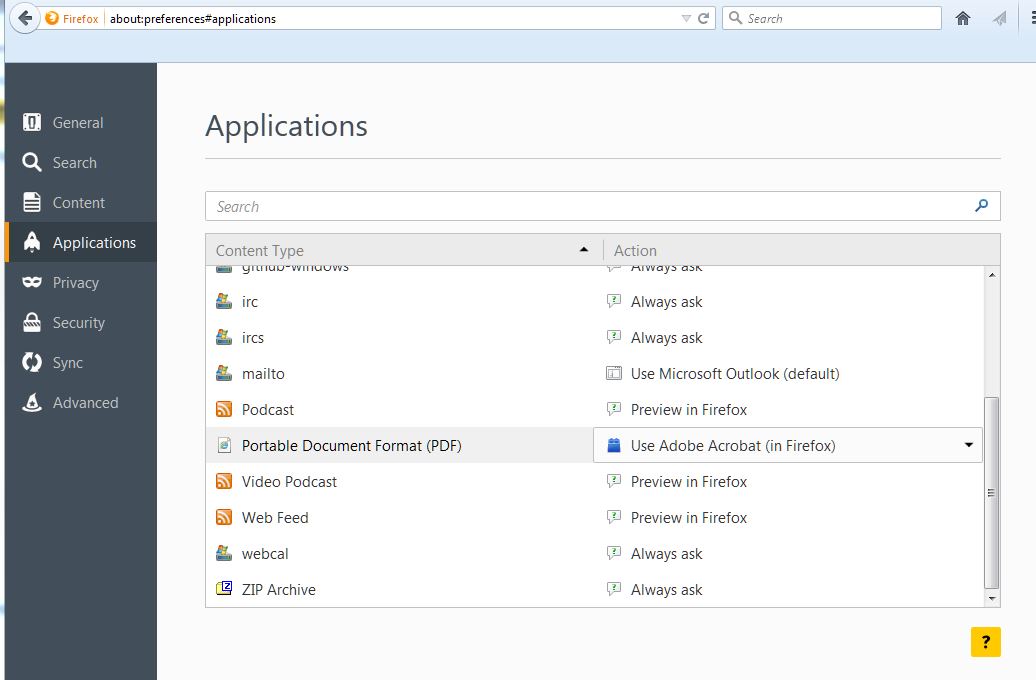 Firefox about:preferences#applications Search
General
Search
Content
Applications
Privacy
Security
Sync
Advanced
Applications
Search
Content Type Action
github-windows Always ask
irc Always ask
ircs Always ask
mailto Use Microsoft Outlook (default)
Podcast Preview in Firefox
Portable Document Format (PDF) Use Adobe Acrobat (in Firefox)
Video Podcast Preview in Firefox
Web Feed Preview in Firefox
webcal Always ask
ZIP Archive Always ask
?